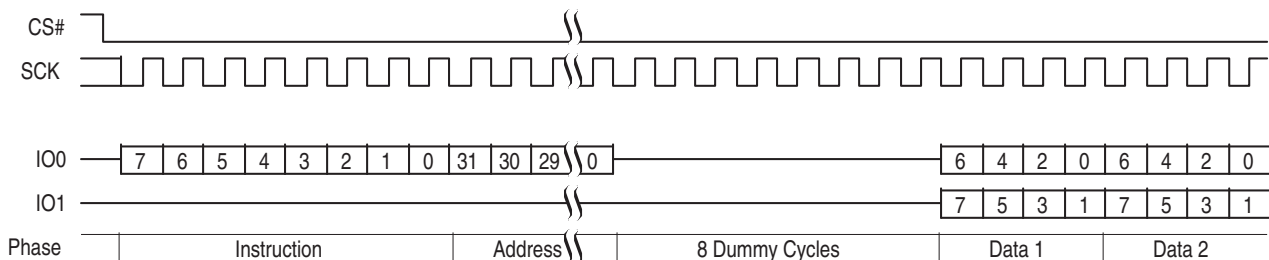 CS#
SCK
IO0 7 6 5 4 3 2 1 0 31 30 29 0 6 4 2 0 6 4 2 0
IO1 7 5 3 1 7 5 3 1
Phase Instruction Address 8 Dummy Cycles Data 1 Data 2